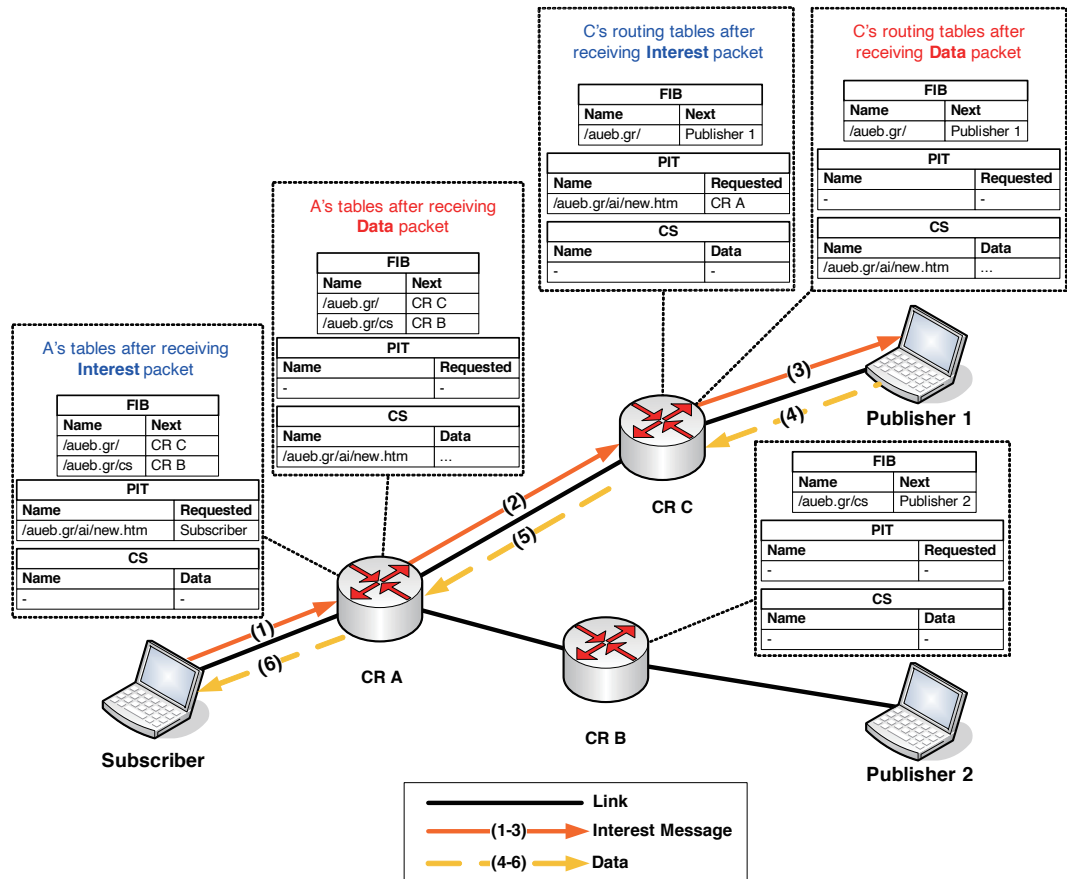 C's routing tables after
receiving Interest packet
FIB
Name Next
/aueb.gr/ Publisher 1
PIT
Name Requested
/aueb.gr/ai/new.htm CR A
CS
Name Data
- -
C's routing tables after
receiving Data packet
FIB
Name Next
/aueb.gr/ Publisher 1
PIT
Name Requested
- -
CS
Name Data
/aueb.gr/ai/new.htm ...
A's tables after receiving
Data packet
FIB
Name Next
/aueb.gr/ CR C
/aueb.gr/cs CR B
PIT
Name Requested
- -
CS
Name Data
/aueb.gr/ai/new.htm ...
A's tables after receiving
Interest packet
FIB
Name Next
/aueb.gr/ CR C
/aueb.gr/cs CR B
PIT
Name Requested
/aueb.gr/ai/new.htm Subscriber
CS
Name Data
- -
(3)
(4)
Publisher 1
CR C
(2)
(5)
FIB
Name Next
/aueb.gr/cs Publisher 2
PIT
Name Requested
- -
CS
Name Data
- -
(1)
(6)
CR A
Subscriber
CR B
Publisher 2
Link
(1-3) Interest Message
(4-6) Data